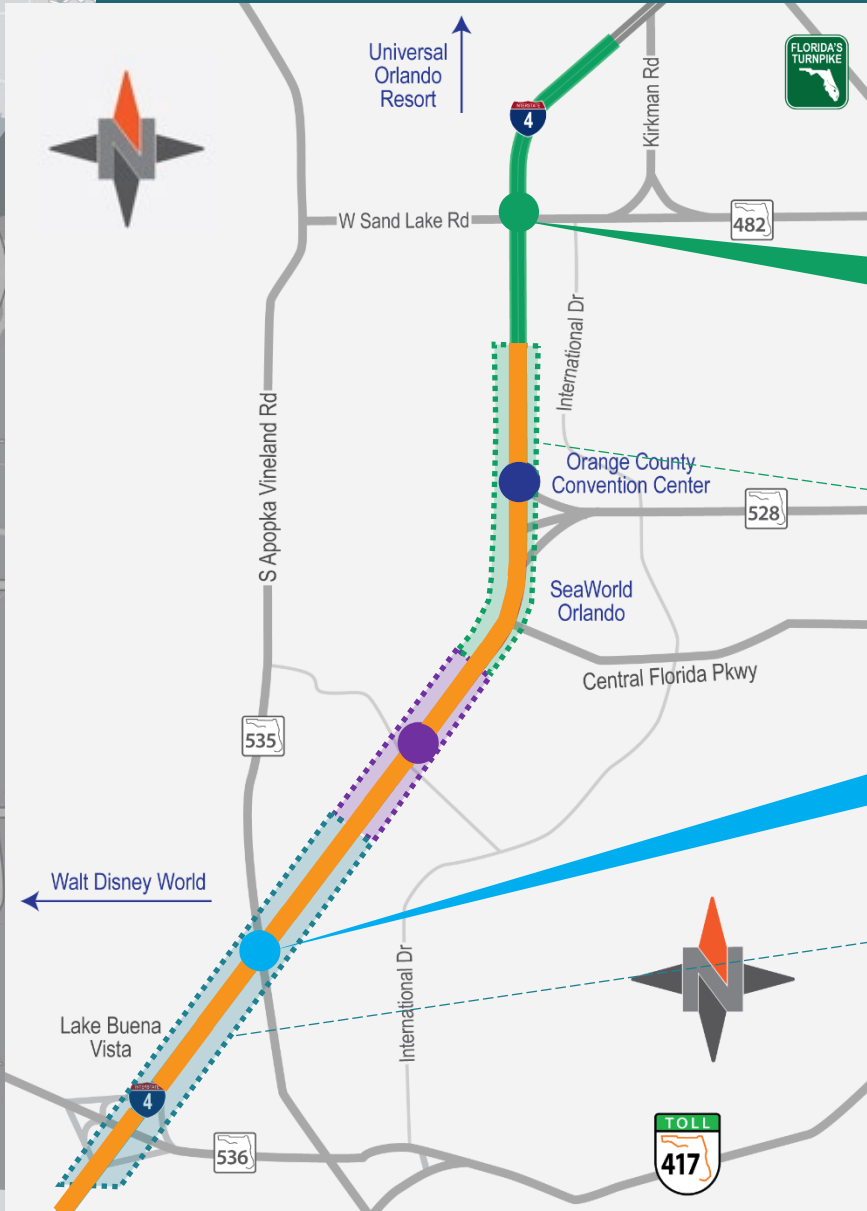 Universal
Orlando
Resort
FLORIDA'S
TURNPIKE
INTERSTATE
4
Kirkman Rd
N
W Sand Lake Rd
482
International Dr
S Apopka Vineland Rd
Orange County
Convention Center
528
SeaWorld
Orlando
Central Florida Pkwy
535
Walt Disney World
International Dr
N
Lake Buena
Vista
INTERSTATE
4
536
TOLL
417